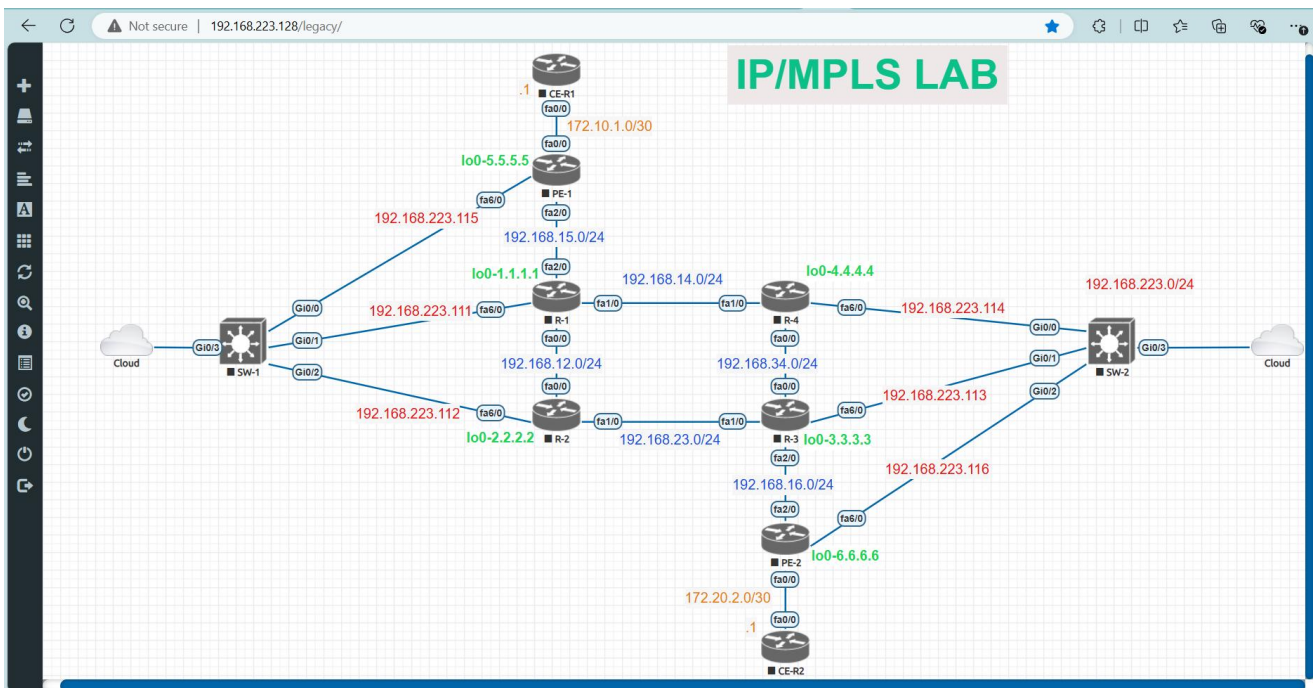 Not secure | 192.168.223.128/legacy/
IP/MPLS LAB
.1
CE-R1
fa0/0
172.10.1.0/30
fa0/0
lo0-5.5.5.5
PE-1
fa6/0
fa2/0
192.168.223.115
192.168.15.0/24
fa2/0
lo0-1.1.1.1
192.168.14.0/24
lo0-4.4.4.4
192.168.223.0/24
Gi0/0
192.168.223.111
fa6/0
fa1/0
fa1/0
fa6/0
192.168.223.114
R-1
R-4
Gi0/0
Cloud
Gi0/3
Gi0/1
fa0/0
fa0/0
Gi0/1
Gi0/3
Cloud
SW-1
Gi0/2
192.168.12.0/24
192.168.34.0/24
SW-2
fa0/0
fa0/0
192.168.223.113
Gi0/2
192.168.223.112
fa6/0
fa1/0
fa1/0
fa6/0
lo0-2.2.2.2
R-2
192.168.23.0/24
R-3
lo0-3.3.3.3
fa2/0
192.168.223.116
192.168.16.0/24
fa2/0
fa6/0
PE-2
lo0-6.6.6.6
fa0/0
172.20.2.0/30
fa0/0
.1
CE-R2